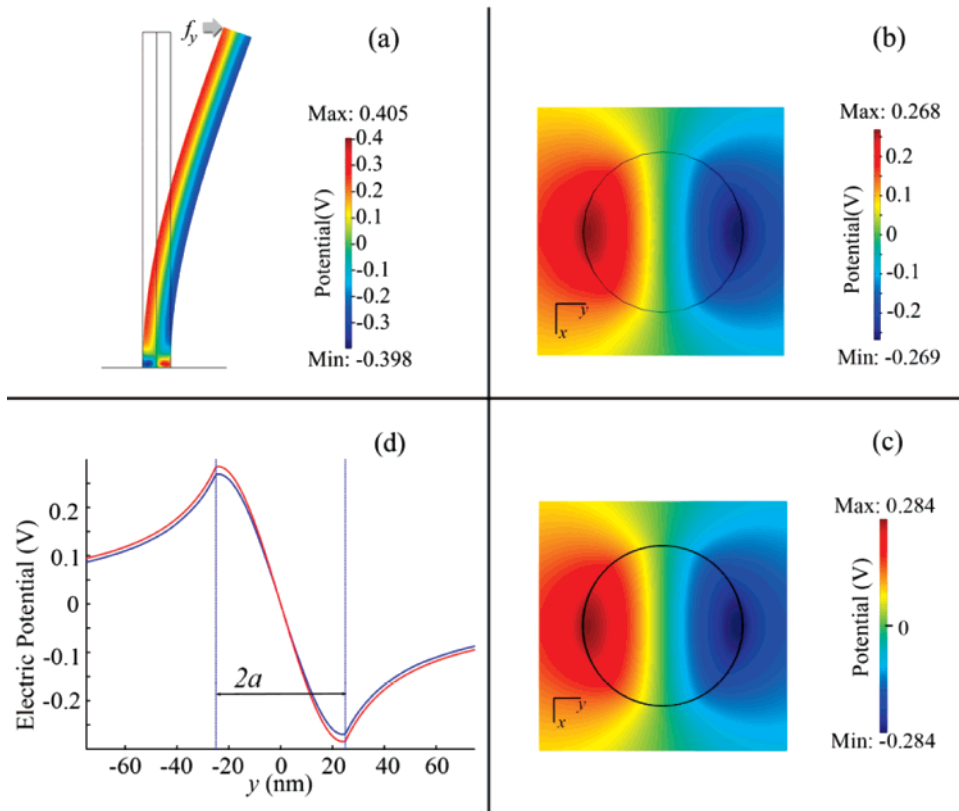 (a)
f_y
Max: 0.405
0.4
0.3
0.2
0.1
0
-0.1
-0.2
-0.3
Potential(V)
Min: -0.398
(b)
Max: 0.268
0.2
0.1
0
-0.1
-0.2
Potential(V)
Min: -0.269
y
x
(d)
Electric Potential (V)
0.2
0.1
0
-0.1
-0.2
2a
-60 -40 -20 0 20 40 60
y (nm)
(c)
Max: 0.284
0
Potential (V)
Min: -0.284
y
x